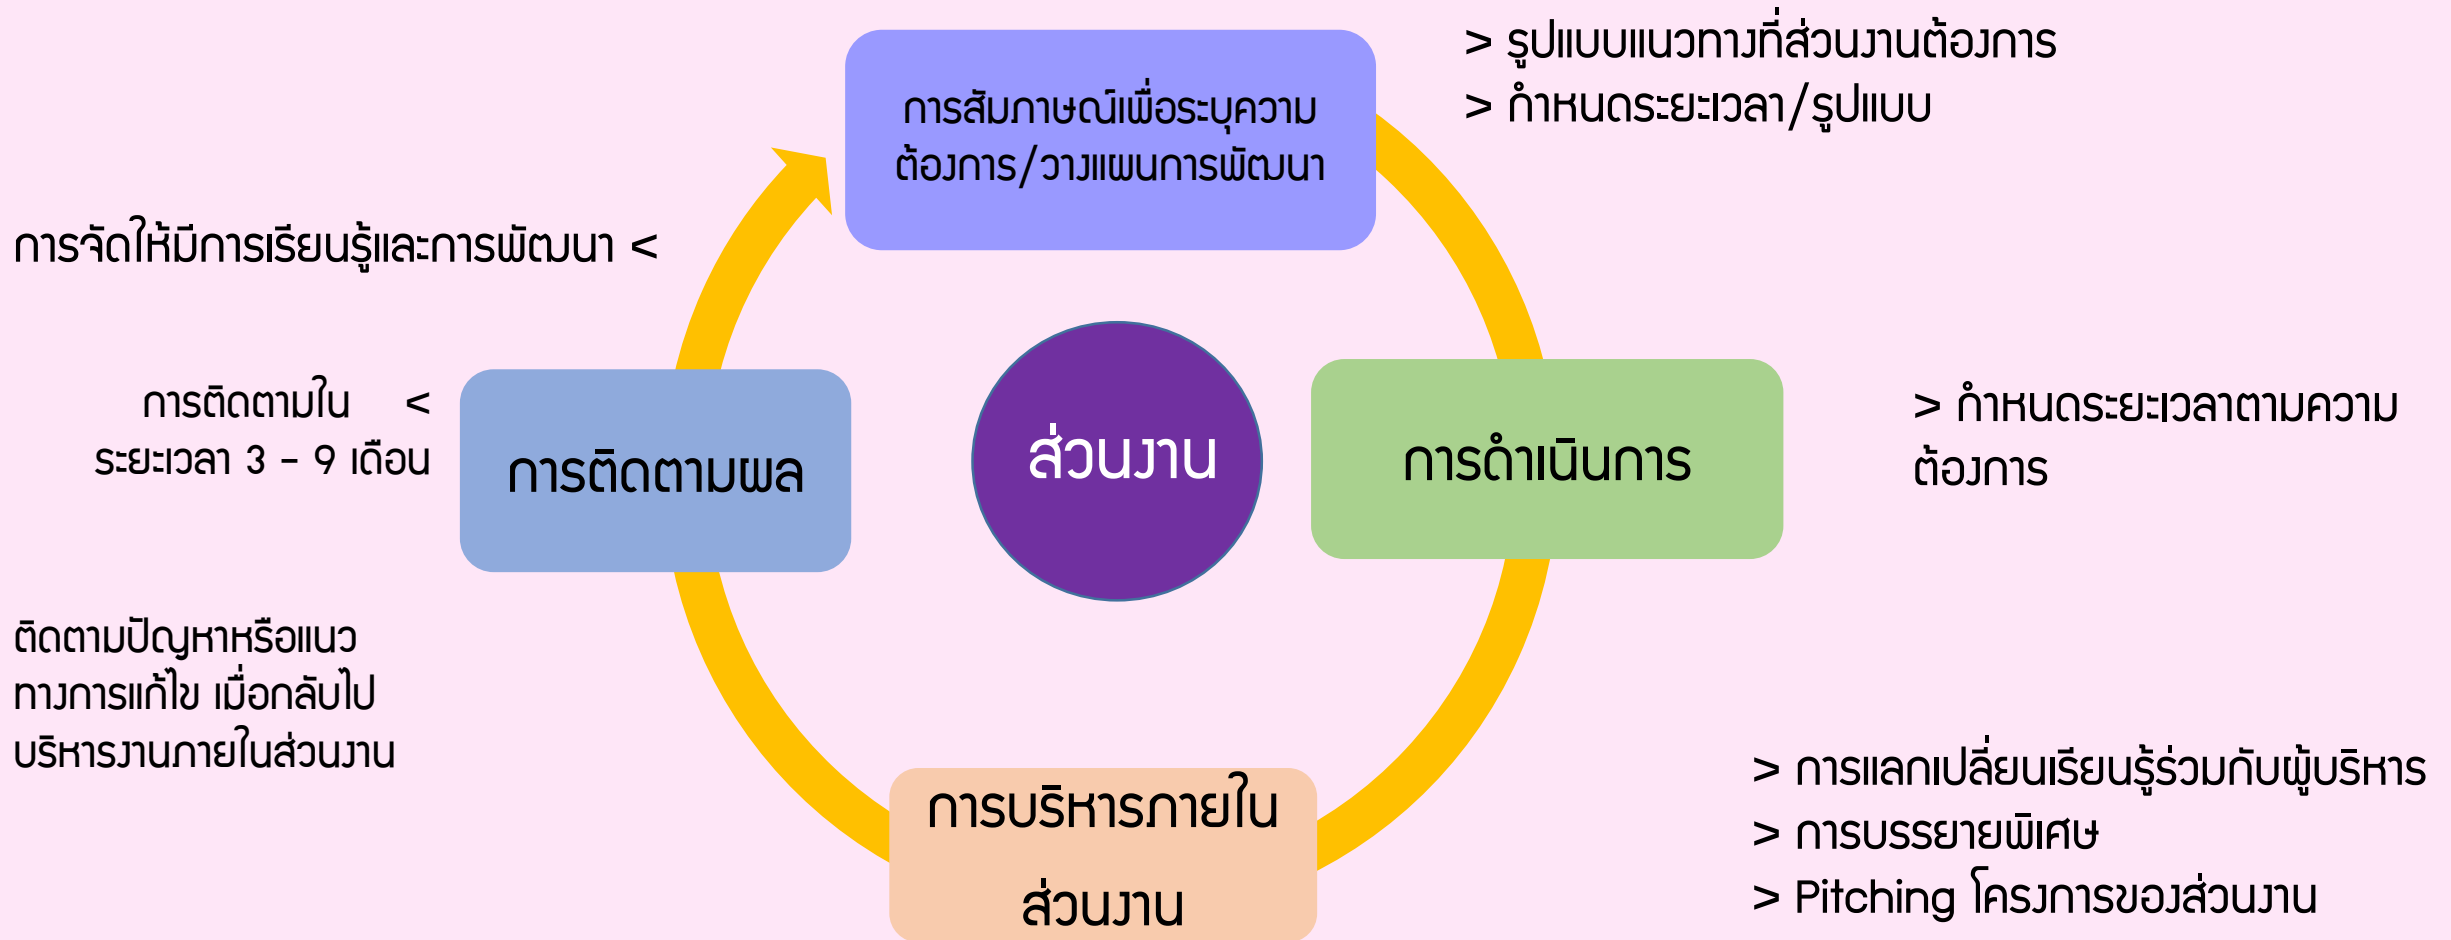 > รูปแบบแนวทางที่ส่วนงานต้องการ
> กำหนดระยะเวลา/รูปแบบ
การสัมภาษณ์เพื่อระบุความ
ต้องการ/วางแผนการพัฒนา
การจัดให้มีการเรียนรู้และการพัฒนา <
การติดตามใน <
ระยะเวลา 3 - 9 เดือน
การติดตามผล
ส่วนงาน
การดำเนินการ
> กำหนดระยะเวลาตามความ
ต้องการ
ติดตามปัญหาหรือแนว
ทางการแก้ไข เมื่อกลับไป
บริหารงานภายในส่วนงาน
การบริหารภายใน
ส่วนงาน
> การแลกเปลี่ยนเรียนรู้ร่วมกับผู้บริหาร
> การบรรยายพิเศษ
> Pitching โครงการของส่วนงาน